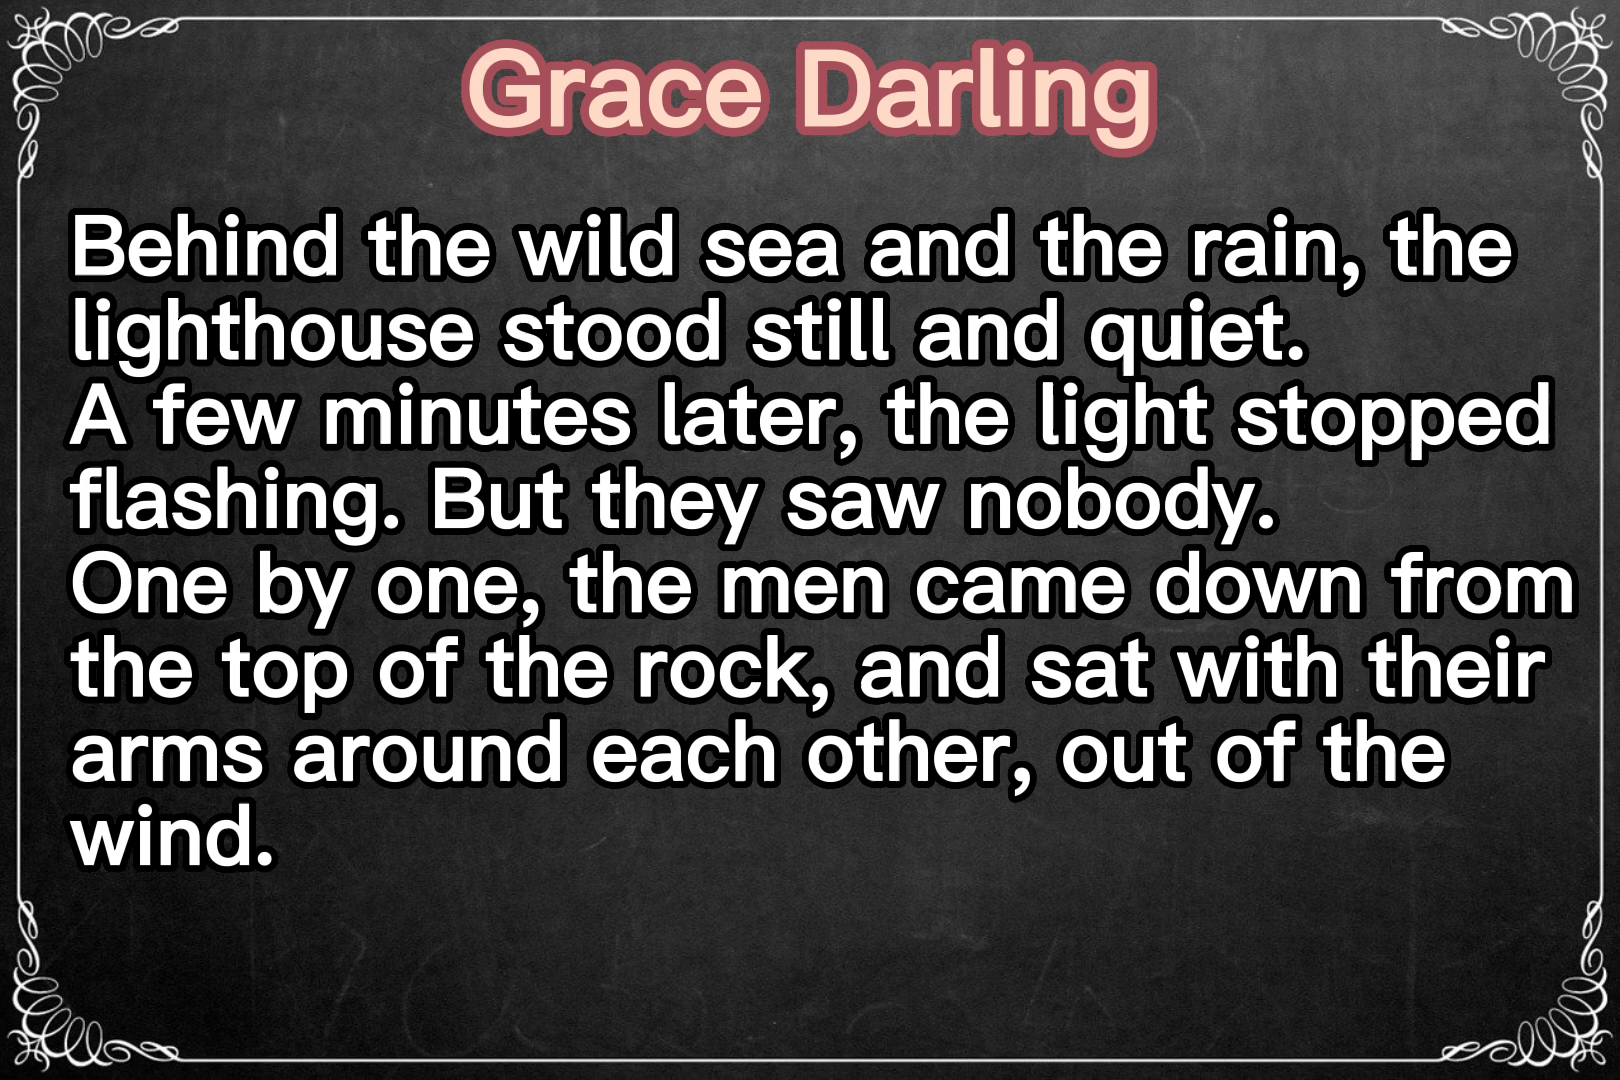 Grace Darling
Behind the wild sea and the rain, the
lighthouse stood still and quiet.
A few minutes later, the light stopped
flashing. But they saw nobody.
One by one, the men came down from
the top of the rock, and sat with their
arms around each other, out of the
wind.